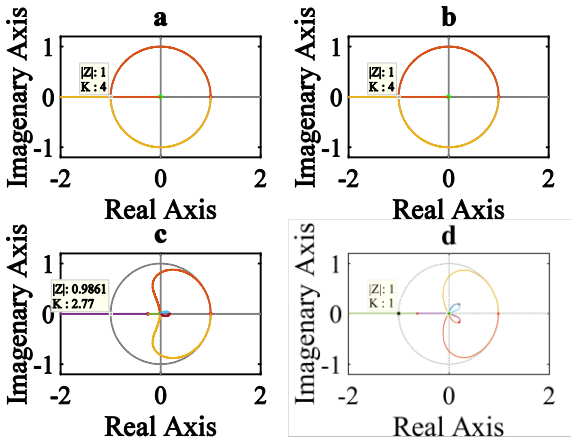 a
b
Imagenary Axis
1
0
-1
|Z|: 1
K : 4
-2
0
2
Real Axis
Imagenary Axis
1
0
-1
|Z|: 1
K : 4
-2
0
2
Real Axis
c
d
Imagenary Axis
1
0
-1
|Z|: 0.9861
K : 2.77
-2
0
2
Real Axis
Imagenary Axis
1
0
1
|Z|: 1
K : 1
-2
0
2
Real Axis